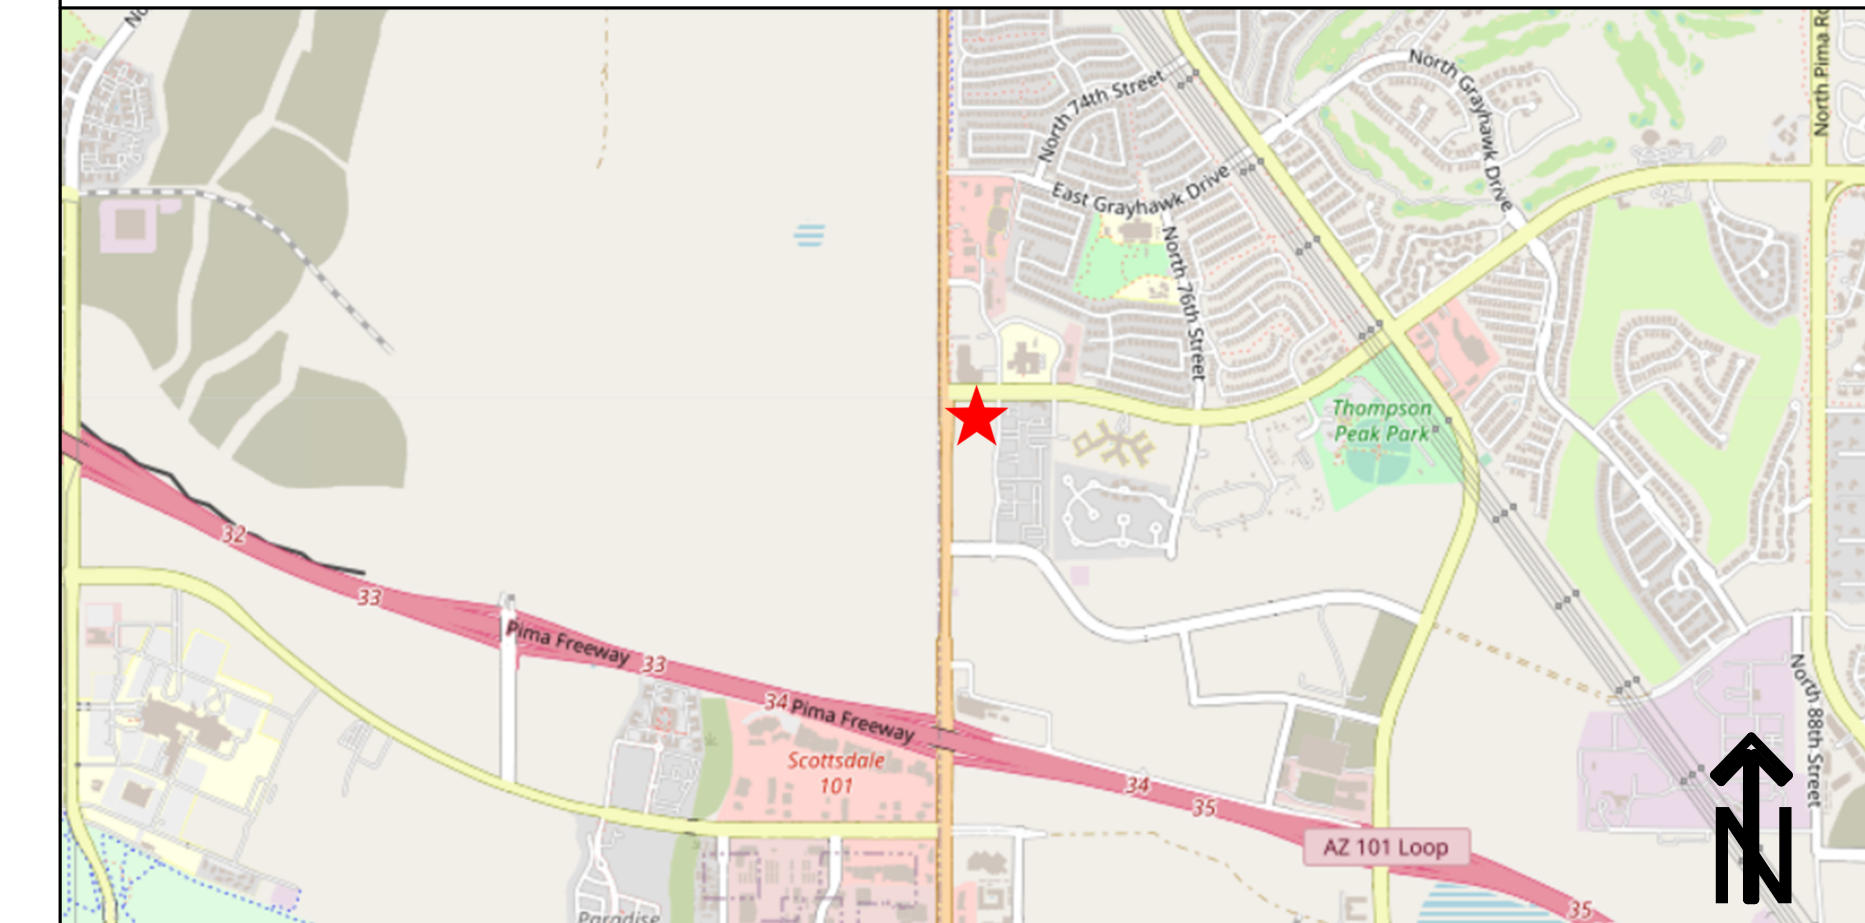 No
North Pima R
North 74th Street
North Grayhawk Drive
East Grayhawk Drive
North 76th Street
Thompson
Peak Park
32
33
Pima Freeway
33
34
Pima Freeway
Scottsdale
101
34
35
North 88th Street
AZ 101 Loop
N
35
Paradise